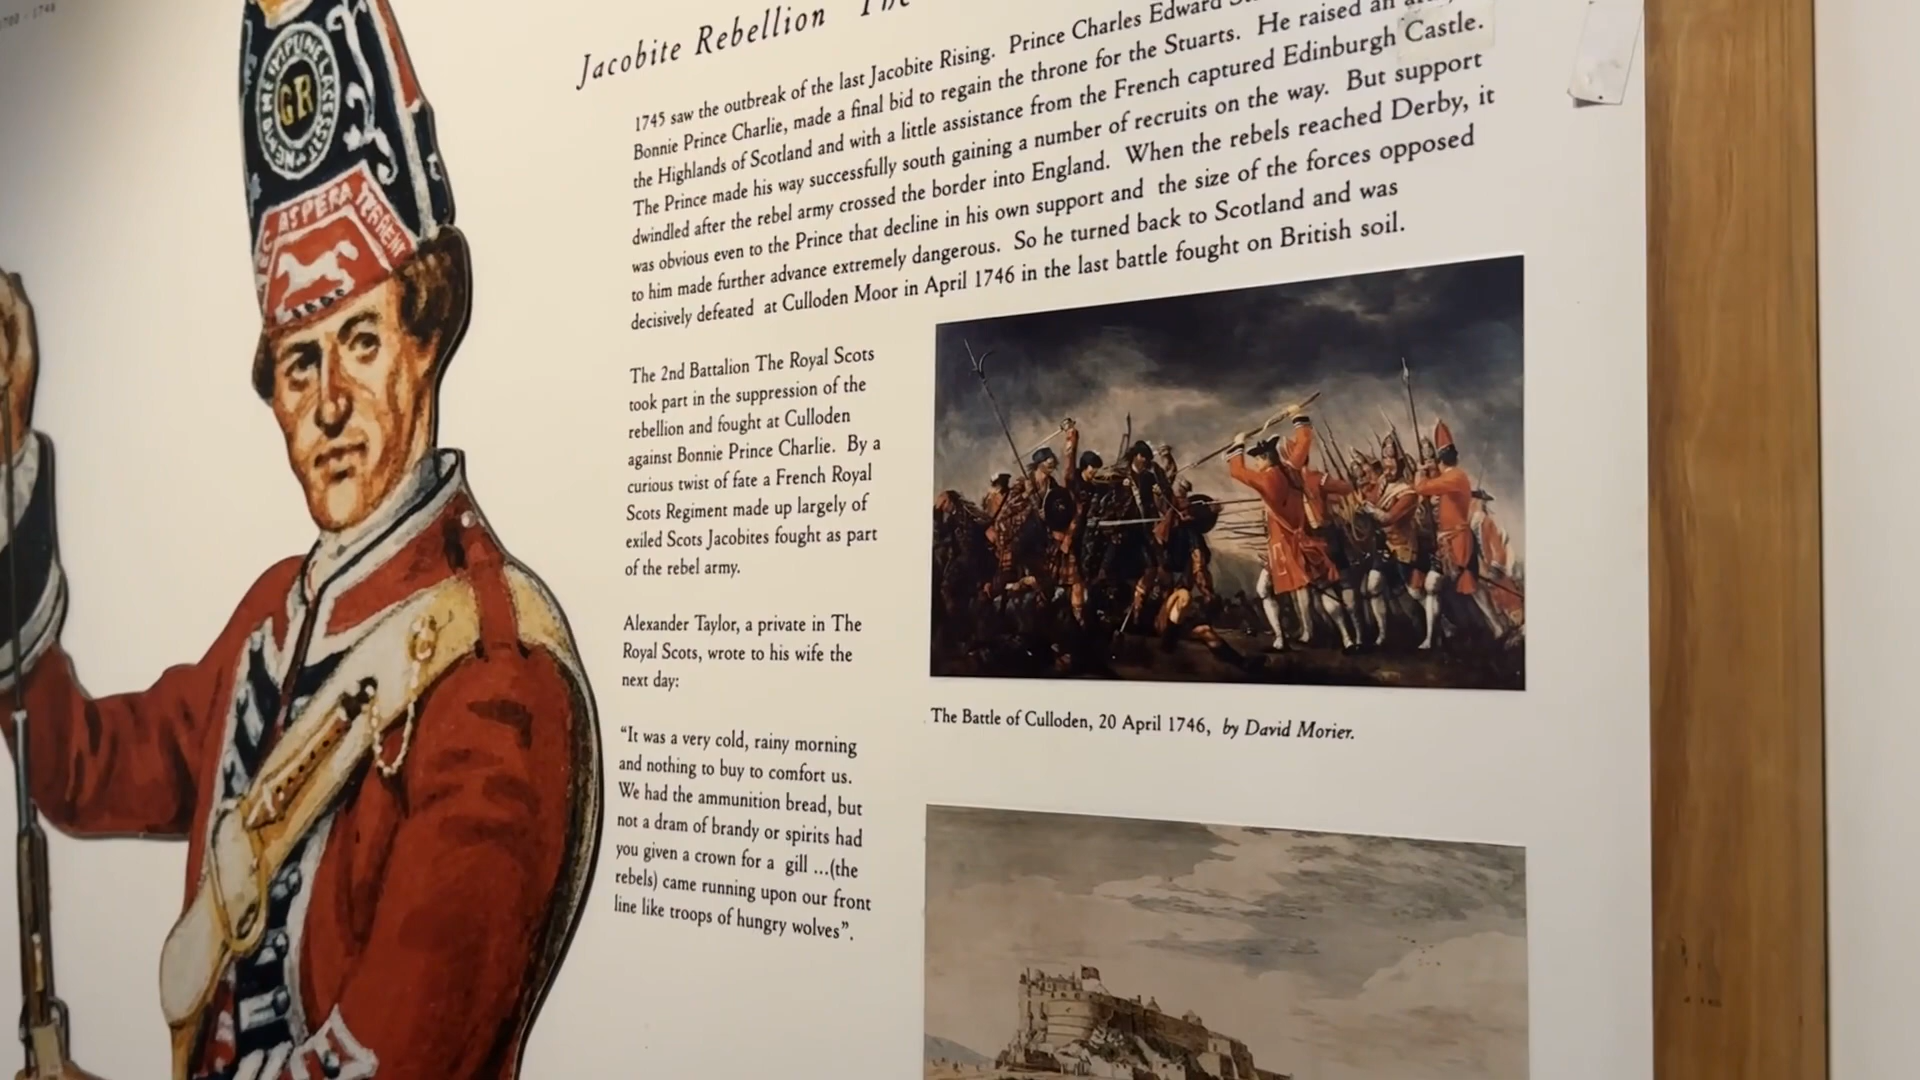 1700 - 1748
NEMO ME IMPUNE LACESSIT
GR
NEC ASPERA TERRENT
Jacobite Rebellion The
1745 saw the outbreak of the last Jacobite Rising. Prince Charles Edward
Bonnie Prince Charlie, made a final bid to regain the throne for the Stuarts. He raised an
the Highlands of Scotland and with a little assistance from the French captured Edinburgh Castle.
The Prince made his way successfully south gaining a number of recruits on the way. But support
dwindled after the rebel army crossed the border into England. When the rebels reached Derby, it
was obvious even to the Prince that decline in his own support and the size of the forces opposed
to him made further advance extremely dangerous. So he turned back to Scotland and was
decisively defeated at Culloden Moor in April 1746 in the last battle fought on British soil.
The 2nd Battalion The Royal Scots
took part in the suppression of the
rebellion and fought at Culloden
against Bonnie Prince Charlie. By a
curious twist of fate a French Royal
Scots Regiment made up largely of
exiled Scots Jacobites fought as part
of the rebel army.
Alexander Taylor, a private in The
Royal Scots, wrote to his wife the
next day:
“It was a very cold, rainy morning
and nothing to buy to comfort us.
We had the ammunition bread, but
not a dram of brandy or spirits had
you given a crown for a gill ...(the
rebels) came running upon our front
line like troops of hungry wolves”.
The Battle of Culloden, 20 April 1746, by David Morier.